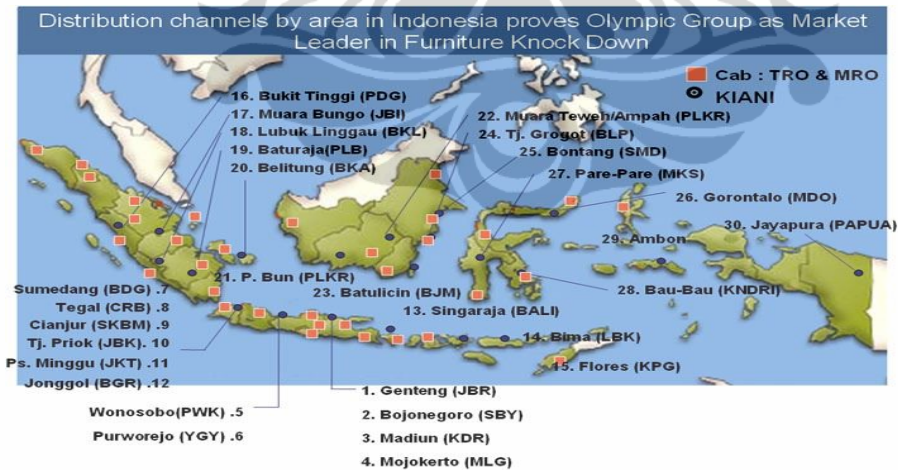 Distribution channels by area in Indonesia proves Olympic Group as Market
Leader in Furniture Knock Down
Cab : TRO & MRO
KIANI
16. Bukit Tinggi (PDG)
17. Muara Bungo (JBI)
18. Lubuk Linggau (BKL)
19. Baturaja(PLB)
20. Belitung (BKA)
22. Muara Teweh/Ampah (PLKR)
24. Tj. Grogot (BLP)
25. Bontang (SMD)
27. Pare-Pare (MKS)
26. Gorontalo (MDO)
30. Jayapura (PAPUA)
29. Ambon
21. P. Bun (PLKR)
23. Batulicin (BJM)
28. Bau-Bau (KNDRI)
13. Singaraja (BALI)
14. Bima (LBK)
15. Flores (KPG)
Sumedang (BDG) .7
Tegal (CRB) .8
Cianjur (SKBM) .9
Tj. Priok (JBK). 10
Ps. Minggu (JKT) .11
Jonggol (BGR) .12
Wonosobo(PWK) .5
Purworejo (YGY) .6
1. Genteng (JBR)
2. Bojonegoro (SBY)
3. Madiun (KDR)
4. Mojokerto (MLG)